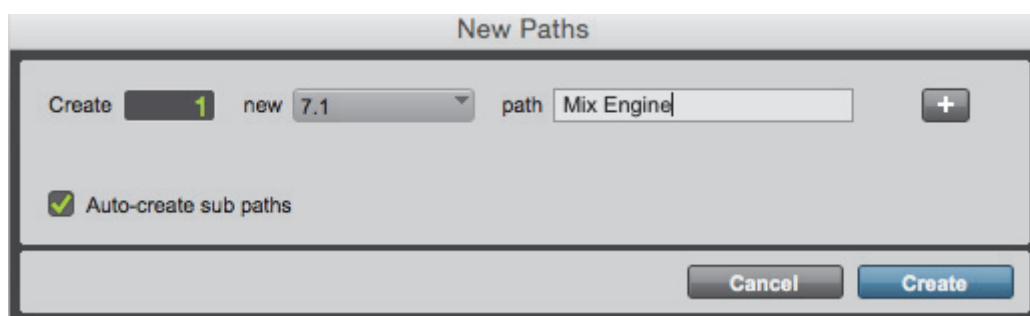 New Paths
Create 1 new 7.1 path Mix Engine +
Auto-create sub paths
Cancel Create